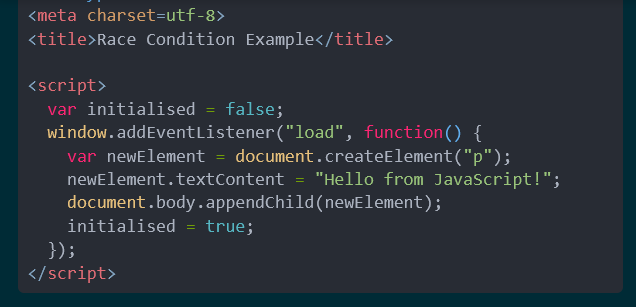 <meta charset=utf-8>
<title>Race Condition Example</title>
<script>
var initialised = false;
window.addEventListener("load", function() {
var newElement = document.createElement("p");
newElement.textContent = "Hello from JavaScript!";
document.body.appendChild(newElement);
initialised = true;
});
</script>